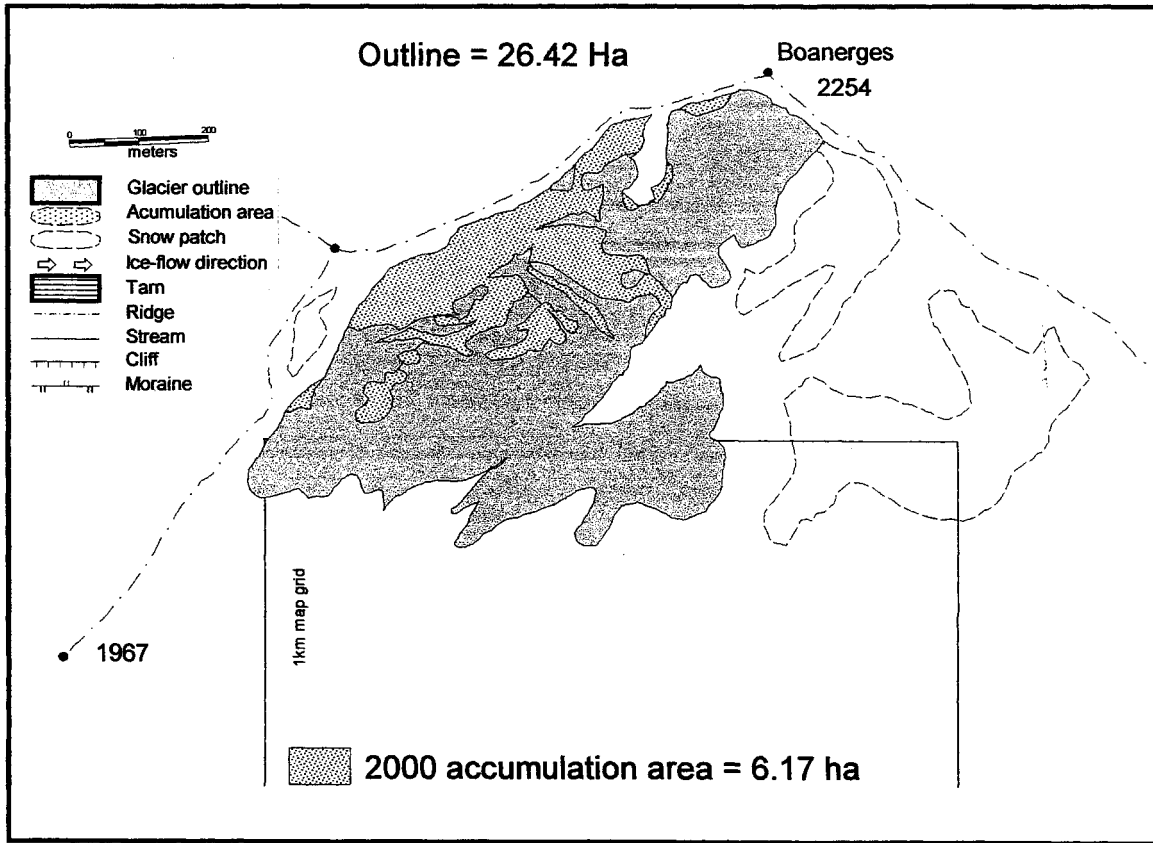 Outline = 26.42 Ha
Boanerges
2254
0 100 200
meters
Glacier outline
Acumulation area
Snow patch
Ice-flow direction
Tarn
Ridge
Stream
Cliff
Moraine
1km map grid
1967
2000 accumulation area = 6.17 ha